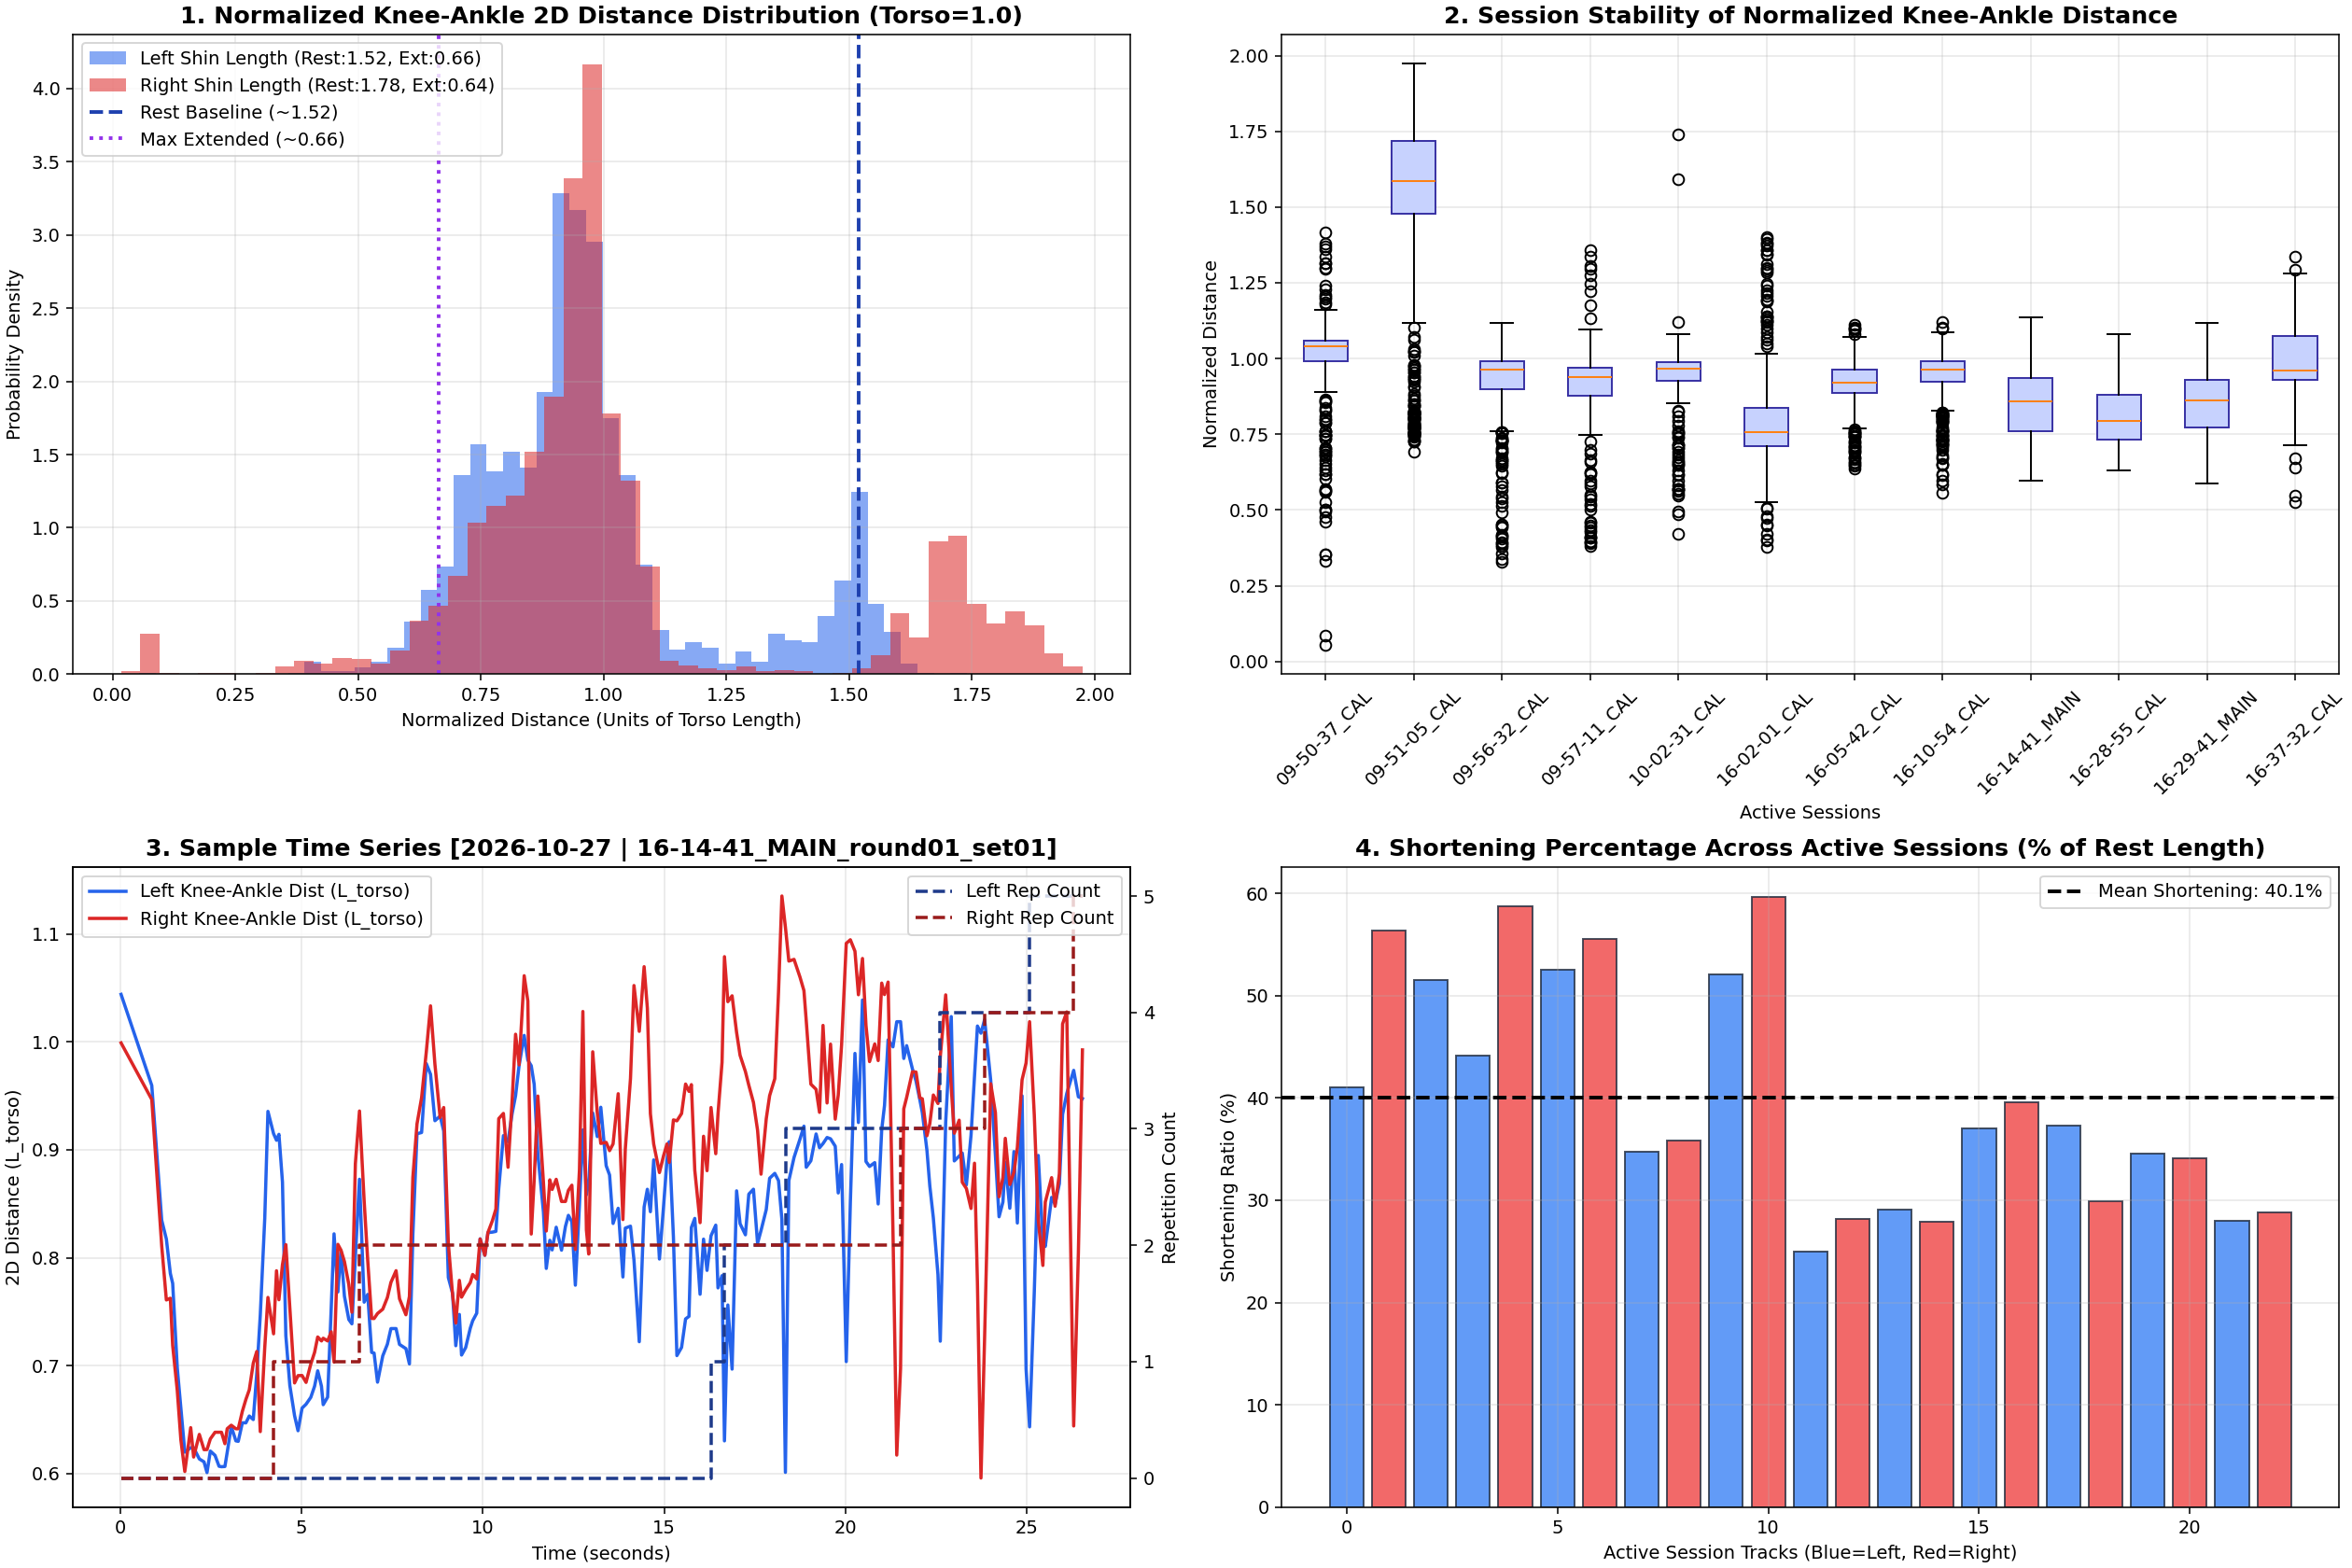 1. Normalized Knee-Ankle 2D Distance Distribution (Torso=1.0)
Left Shin Length (Rest:1.52, Ext:0.66)
Right Shin Length (Rest:1.78, Ext:0.64)
Rest Baseline (~1.52)
Max Extended (~0.66)
Probability Density
4.0
3.5
3.0
2.5
2.0
1.5
1.0
0.5
0.0
0.00 0.25 0.50 0.75 1.00 1.25 1.50 1.75 2.00
Normalized Distance (Units of Torso Length)
2. Session Stability of Normalized Knee-Ankle Distance
Normalized Distance
2.00
1.75
1.50
1.25
1.00
0.75
0.50
0.25
0.00
09-50-37_CAL
09-51-05_CAL
09-56-32_CAL
09-57-11_CAL
10-02-31_CAL
16-02-01_CAL
16-05-42_CAL
16-10-54_CAL
16-14-41_MAIN
16-28-55_CAL
16-29-41_MAIN
16-37-32_CAL
Active Sessions
3. Sample Time Series [2026-10-27 | 16-14-41_MAIN_round01_set01]
Left Knee-Ankle Dist (L_torso)
Right Knee-Ankle Dist (L_torso)
Left Rep Count
Right Rep Count
2D Distance (L_torso)
1.1
1.0
0.9
0.8
0.7
0.6
5
4
3
2
1
0
Repetition Count
0 5 10 15 20 25
Time (seconds)
4. Shortening Percentage Across Active Sessions (% of Rest Length)
Mean Shortening: 40.1%
Shortening Ratio (%)
60
50
40
30
20
10
0
0 5 10 15 20
Active Session Tracks (Blue=Left, Red=Right)